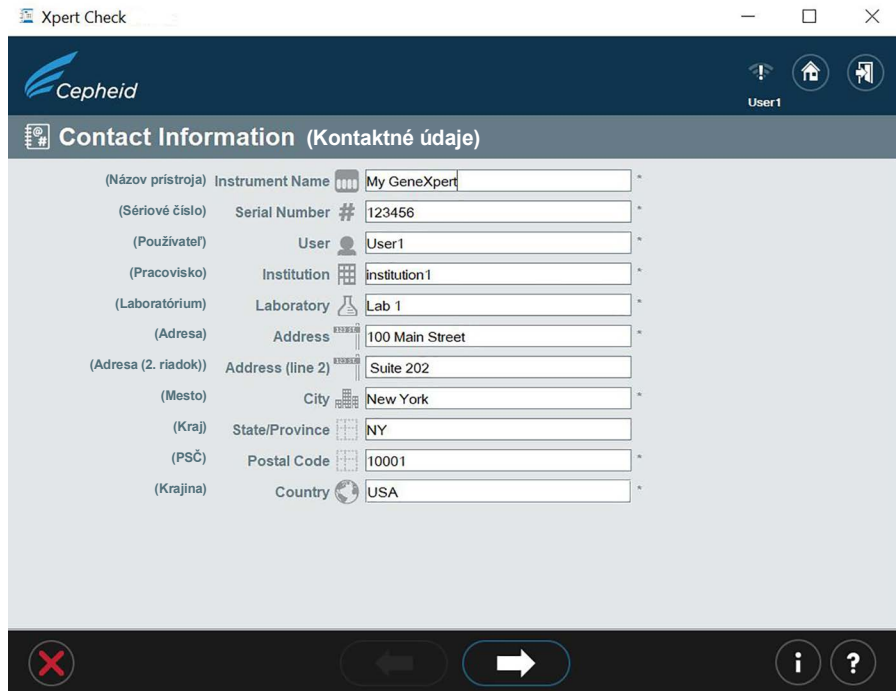 Xpert Check
Cepheid
User1
Contact Information (Kontaktné údaje)
(Názov prístroja) Instrument Name My GeneXpert *
(Sériové číslo) Serial Number # 123456 *
(Používateľ) User User1 *
(Pracovisko) Institution institution1 *
(Laboratórium) Laboratory Lab 1 *
(Adresa) Address 100 Main Street *
(Adresa (2. riadok)) Address (line 2) Suite 202
(Mesto) City New York *
(Kraj) State/Province NY
(PSČ) Postal Code 10001 *
(Krajina) Country USA *
i ?